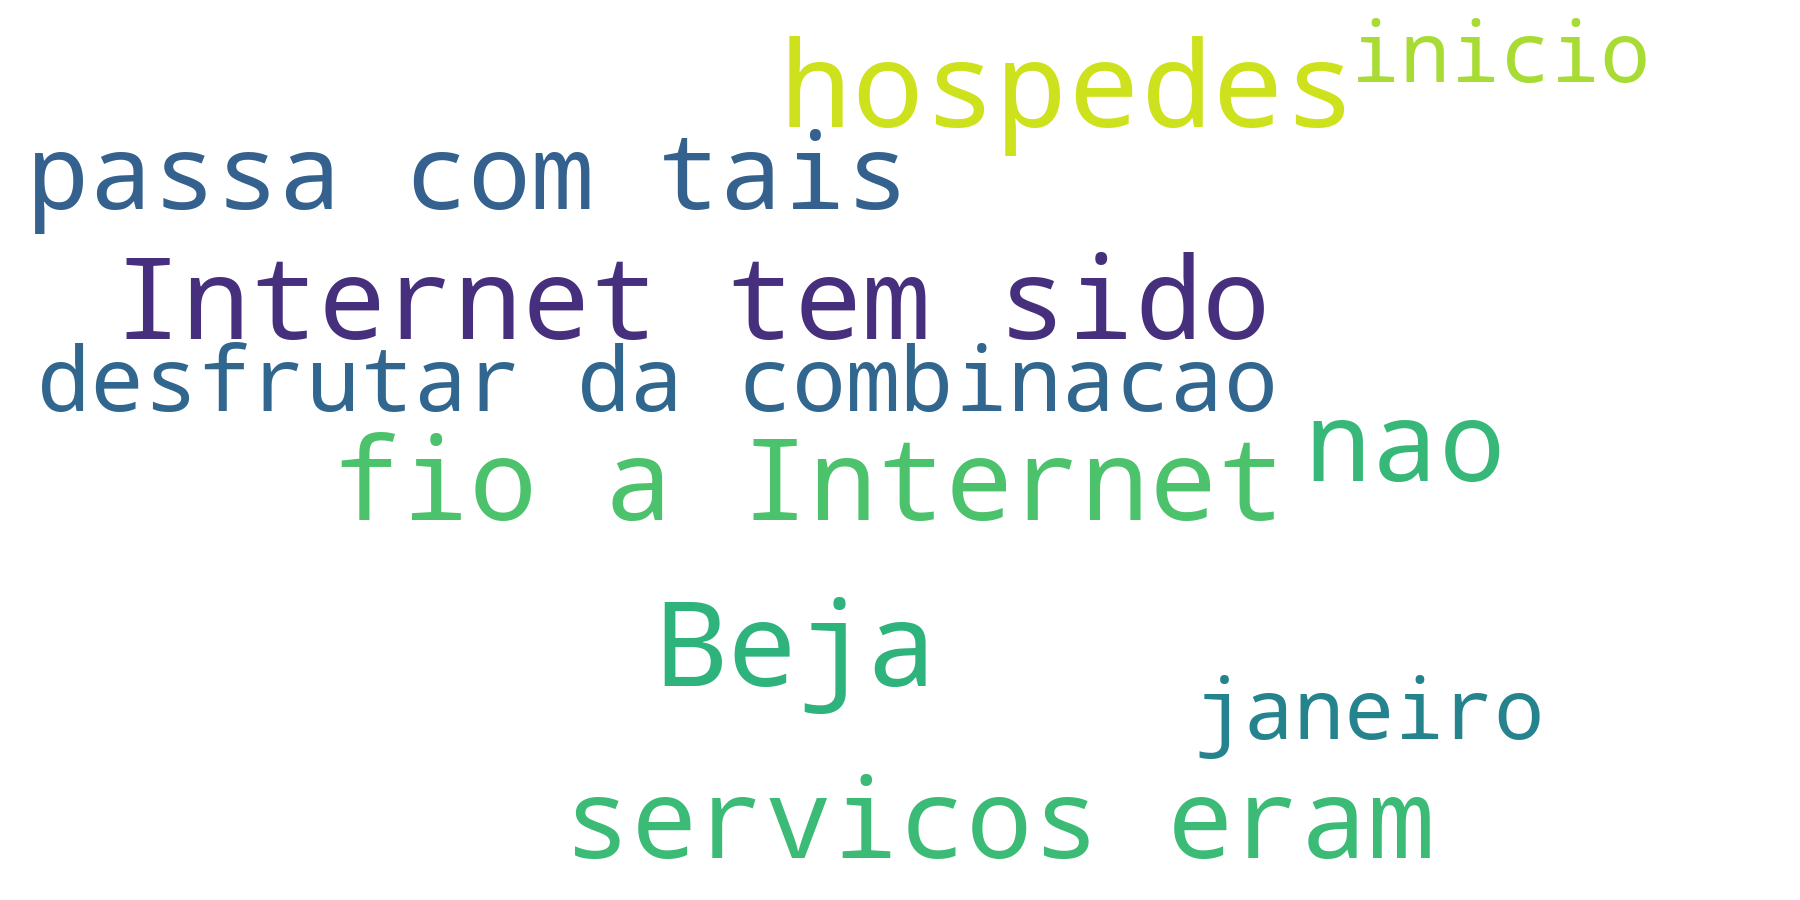 hospedes
inicio
passa com tais
Internet tem sido
desfrutar da combinacao
nao
fio a Internet
Beja
janeiro
servicos eram